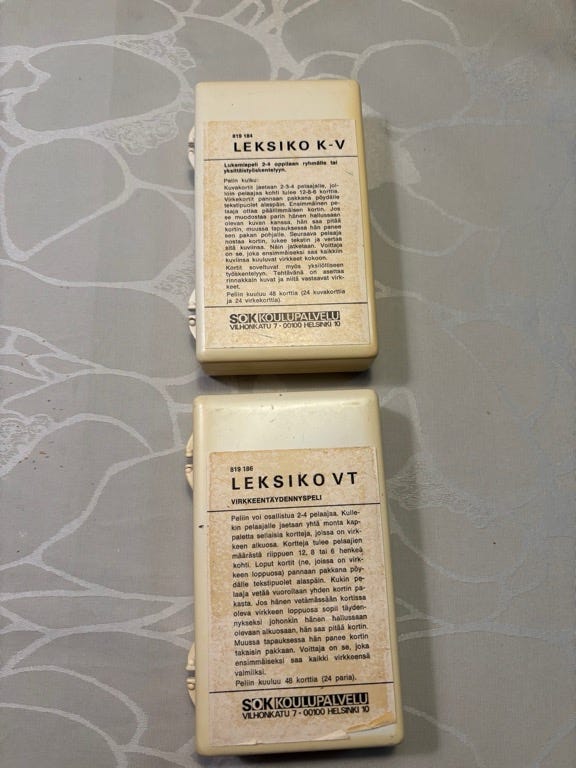 819 184
LEKSIKO K-V
Lukemispeli 2-4 oppilaan ryhmälle tai
yksittäistyöskentelyyn.
Pelin kulku:
Kuvakortit jaetaan 2-3-4 pelaajalle, jol-
loin pelaajaa kohti tulee 12-8-6 korttia.
Virkekortit pannaan pakkana pöydälle
tekstipuolet alaspäin. Ensimmäinen pe-
laaja ottaa päällimmäisen kortin. Jos
se muodostaa parin hänen hallussaan
olevan kuvan kanssa, hän saa pitää
kortin, muussa tapauksessa hän panee
sen pakan pohjalle. Seuraava pelaaja
nostaa kortin, lukee tekstin ja vertaa
sitä kuviinsa. Näin jatketaan. Voittaja
on se, joka ensimmäiseksi saa kaikkiin
kuviinsa kuuluvat virkkeet kokoon.
Kortit soveltuvat myös yksilölliseen
työskentelyyn. Tehtävänä on asettaa
rinnakkain kuvat ja niitä vastaavat virk-
keet.
Peliin kuuluu 48 korttia (24 kuvakorttia
ja 24 virkekorttia).
SOK KOULUPALVELU
VILHONKATU 7 - 00100 HELSINKI 10
819 186
LEKSIKO VT
VIRKKEENTÄYDENNYSPELI
Peliin voi osallistua 2-4 pelaajaa. Kulle-
kin pelaajalle jaetaan yhtä monta kap-
paletta sellaisia kortteja, joissa on virk-
keen alkuosa. Kortteja tulee pelaajien
määrästä riippuen 12, 8 tai 6 henkeä
kohti. Loput kortit (ne, joissa on virk-
keen loppuosa) pannaan pakkana pöy-
dälle tekstipuolet alaspäin. Kukin pe-
laaja vetää vuorollaan yhden kortin pa-
kasta. Jos hänen vetämässään kortissa
oleva virkkeen loppuosa sopii täyden-
nykseksi johonkin hänen hallussaan
olevaan alkuosaan, hän saa pitää kortin.
Muussa tapauksessa hän panee kortin
takaisin pakkaan. Voittaja on se, joka
ensimmäiseksi saa kaikki virkkeensä
valmiiksi.
Peliin kuuluu 48 korttia (24 paria).
SOK KOULUPALVELU
VILHONKATU 7 - 00100 HELSINKI 10